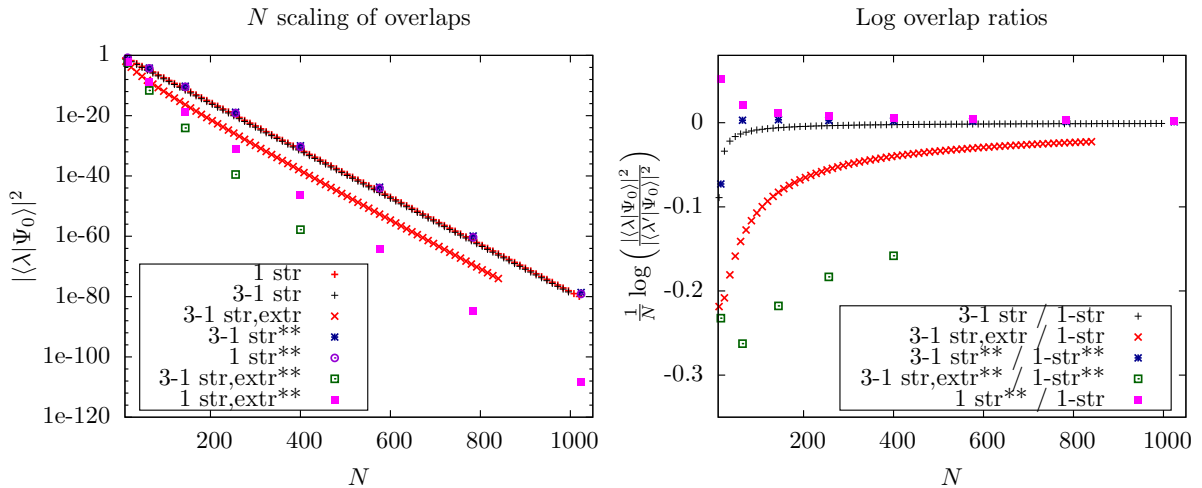 N scaling of overlaps
1
1e-20
1e-40
1e-60
1e-80
1e-100
1e-120
|⟨λ|Ψ₀⟩|²
1 str
3-1 str
3-1 str,extr
3-1 str**
1 str**
3-1 str,extr**
1 str,extr**
200 400 600 800 1000
N
Log overlap ratios
0
-0.1
-0.2
-0.3
1/N log (|⟨λ|Ψ₀⟩|²/|⟨λ'|Ψ₀⟩|²)
3-1 str / 1-str
3-1 str,extr / 1-str
3-1 str** / 1-str**
3-1 str,extr** / 1-str**
1 str** / 1-str
200 400 600 800 1000
N